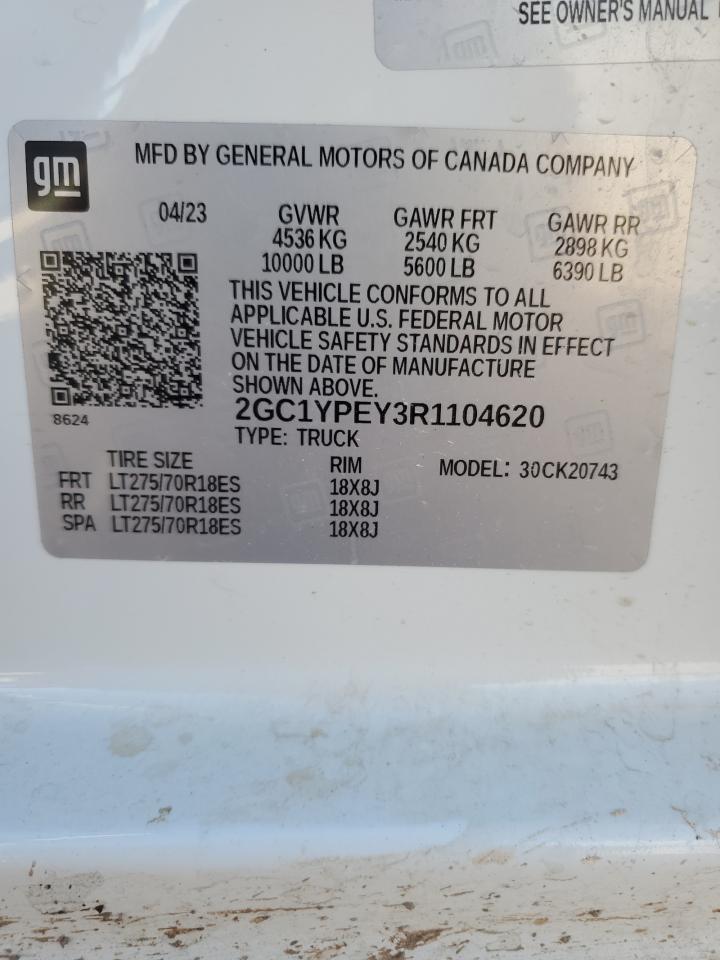 SEE OWNER'S MANUAL
gm
MFD BY GENERAL MOTORS OF CANADA COMPANY
04/23 GVWR GAWR FRT GAWR RR
4536 KG 2540 KG 2898 KG
10000 LB 5600 LB 6390 LB
THIS VEHICLE CONFORMS TO ALL
APPLICABLE U.S. FEDERAL MOTOR
VEHICLE SAFETY STANDARDS IN EFFECT
ON THE DATE OF MANUFACTURE
SHOWN ABOVE.
8624
2GC1YPEY3R1104620
TYPE: TRUCK
TIRE SIZE RIM MODEL: 30CK20743
FRT LT275/70R18ES 18X8J
RR LT275/70R18ES 18X8J
SPA LT275/70R18ES 18X8J